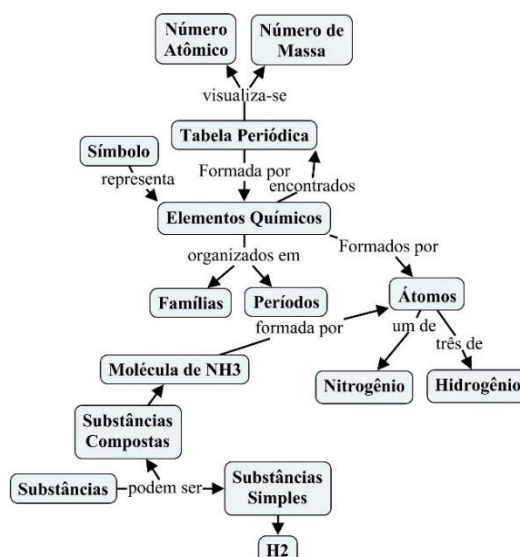 Número
Atômico
Número de
Massa
visualiza-se
Tabela Periódica
Símbolo
representa
Formada por
encontrados
Elementos Químicos
organizados em
Formados por
Famílias
Períodos
Átomos
formada por
um de
três de
Molécula de NH3
Nitrogênio
Hidrogênio
Substâncias
Compostas
Substâncias
podem ser
Substâncias
Simples
H2